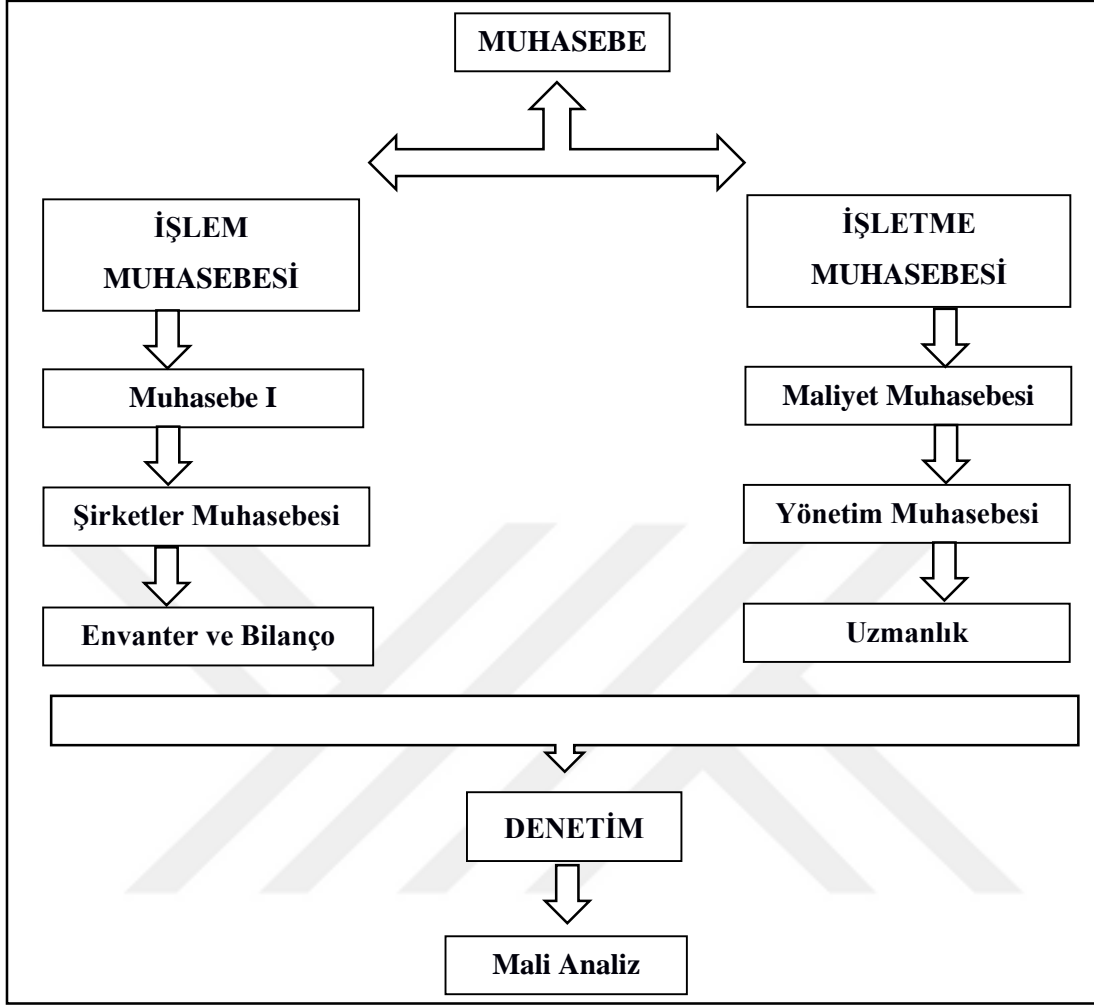 MUHASEBE
İŞLEM
MUHASEBESİ
Muhasebe I
Şirketler Muhasebesi
Envanter ve Bilanço
İŞLETME
MUHASEBESİ
Maliyet Muhasebesi
Yönetim Muhasebesi
Uzmanlık
DENETİM
Mali Analiz